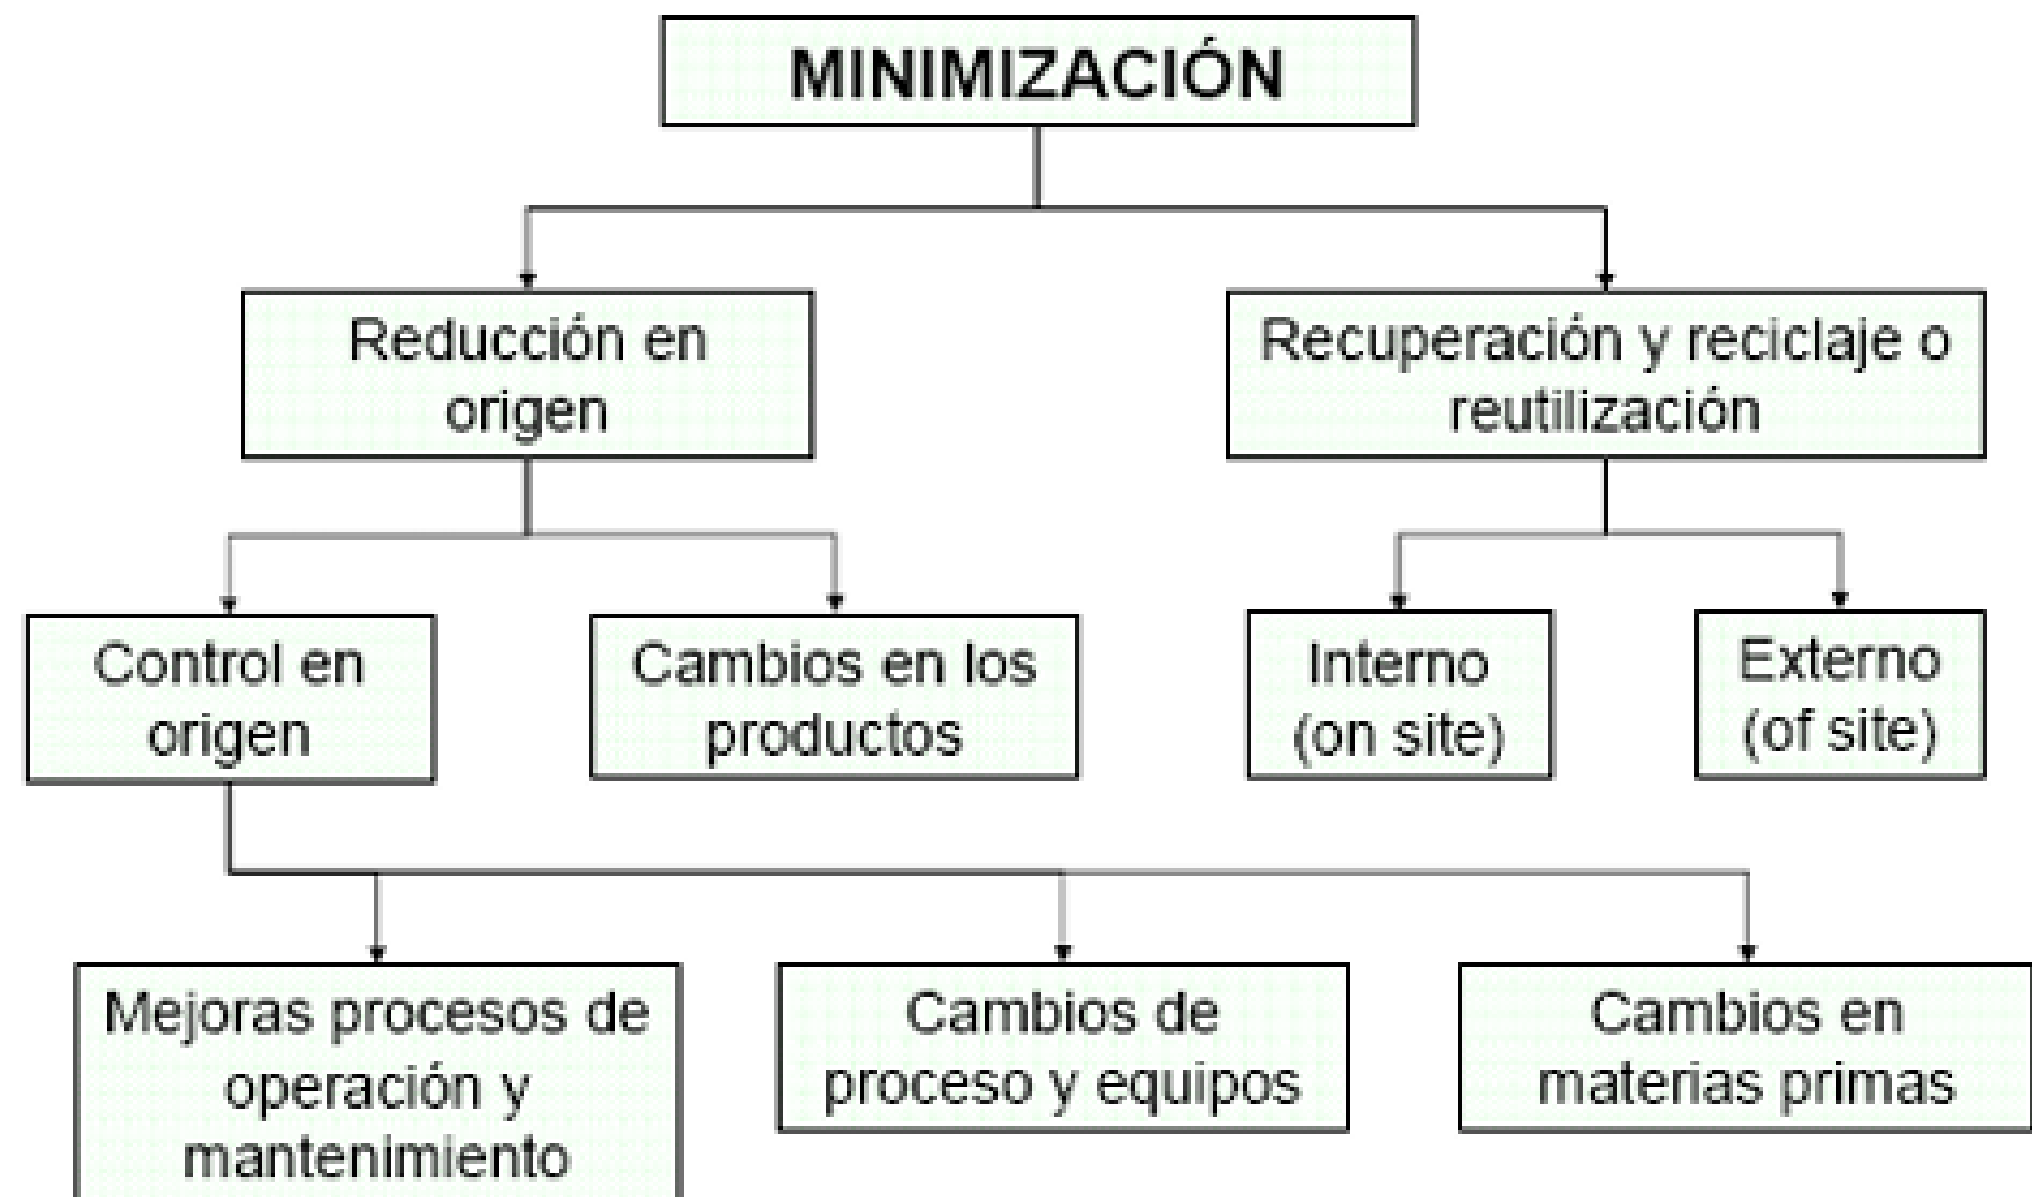 MINIMIZACIÓN
Reducción en
origen
Recuperación y reciclaje o
reutilización
Control en
origen
Cambios en los
productos
Interno
(on site)
Externo
(of site)
Mejoras procesos de
operación y
mantenimiento
Cambios de
proceso y equipos
Cambios en
materias primas